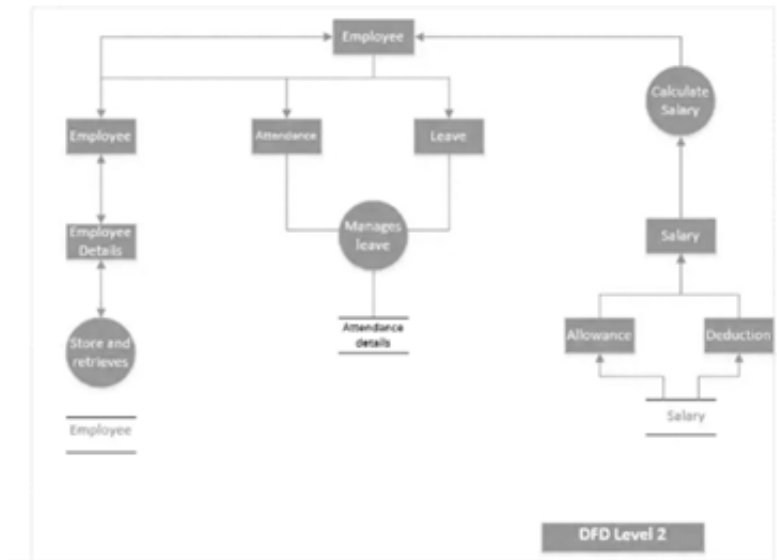 Employee
Calculate
Salary
Employee
Attendance
Leave
Employee
Details
Manages
leave
Salary
Attendance
details
Store and
retrieves
Allowance
Deduction
Employee
Salary
DFD Level 2